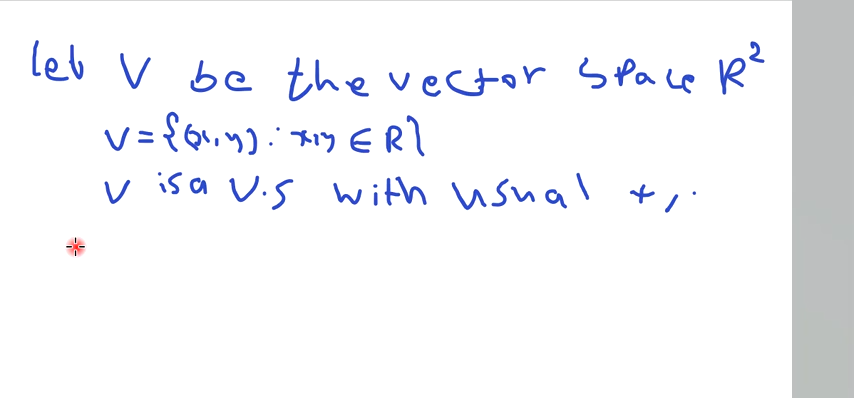 let V be the vector space R²
V = {(x,y) : x,y ∈ R}
V is a V.S with usual +, ·